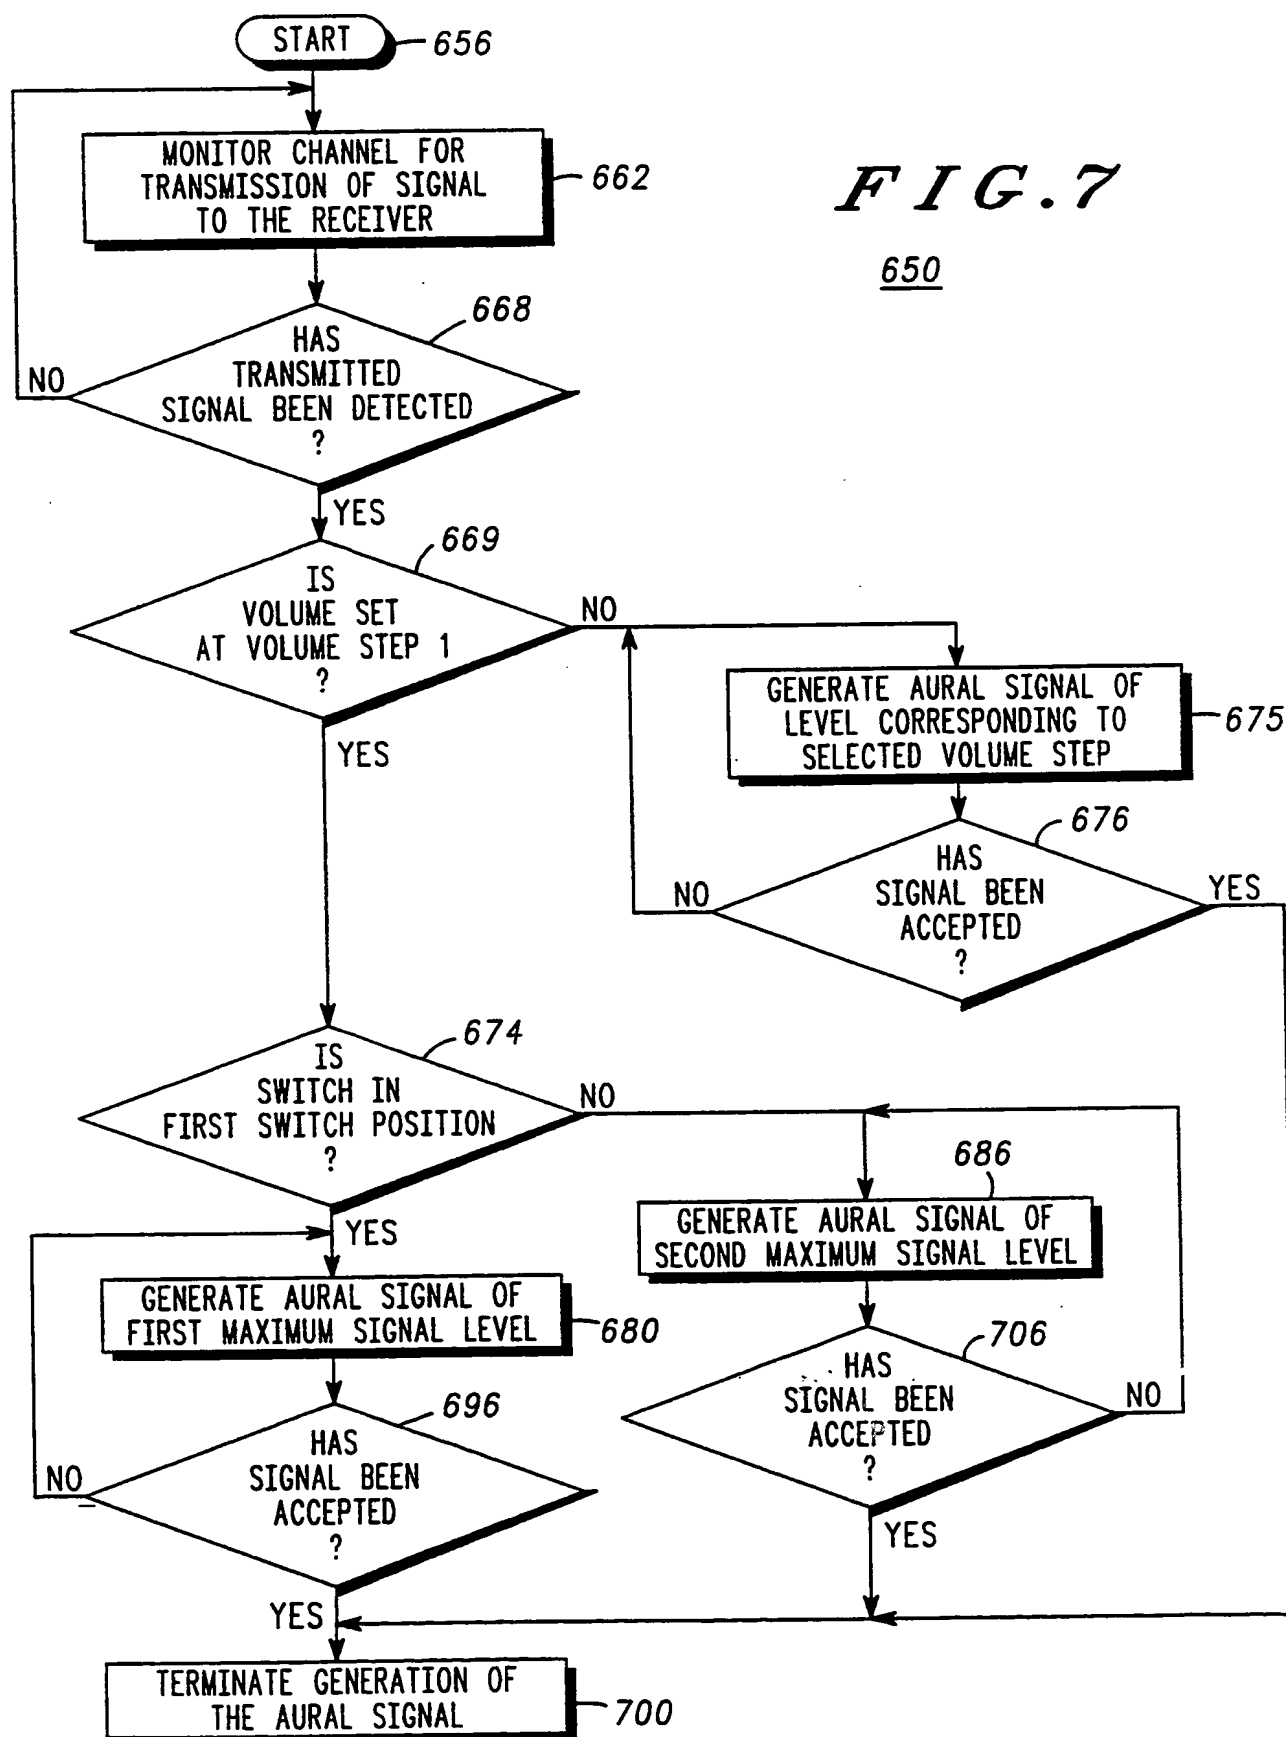 START
656
MONITOR CHANNEL FOR
TRANSMISSION OF SIGNAL
TO THE RECEIVER
662
FIG.7
650
668
HAS
TRANSMITTED
SIGNAL BEEN DETECTED
?
NO
YES
669
IS
VOLUME SET
AT VOLUME STEP 1
?
NO
YES
GENERATE AURAL SIGNAL OF
LEVEL CORRESPONDING TO
SELECTED VOLUME STEP
675
676
HAS
SIGNAL BEEN
ACCEPTED
?
NO
YES
674
IS
SWITCH IN
FIRST SWITCH POSITION
?
NO
YES
686
GENERATE AURAL SIGNAL OF
SECOND MAXIMUM SIGNAL LEVEL
GENERATE AURAL SIGNAL OF
FIRST MAXIMUM SIGNAL LEVEL
680
706
HAS
SIGNAL BEEN
ACCEPTED
?
NO
YES
696
HAS
SIGNAL BEEN
ACCEPTED
?
NO
YES
TERMINATE GENERATION OF
THE AURAL SIGNAL
700